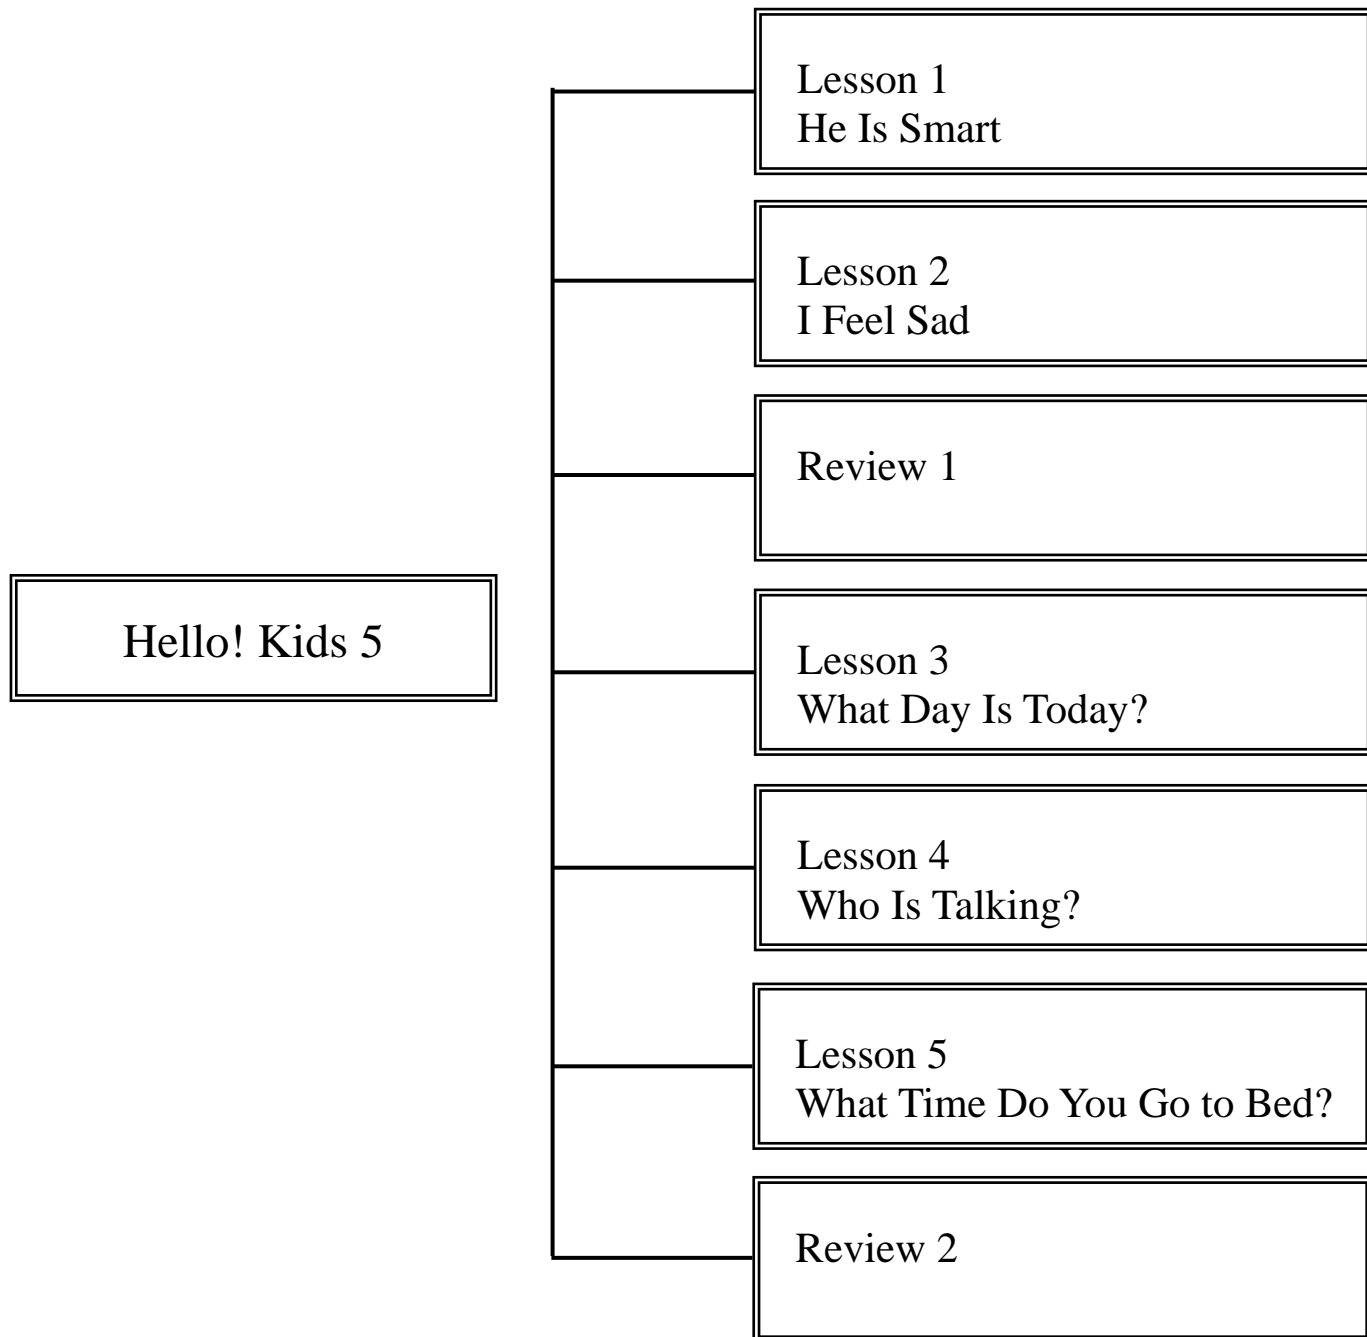 Hello! Kids 5
Lesson 1
He Is Smart
Lesson 2
I Feel Sad
Review 1
Lesson 3
What Day Is Today?
Lesson 4
Who Is Talking?
Lesson 5
What Time Do You Go to Bed?
Review 2